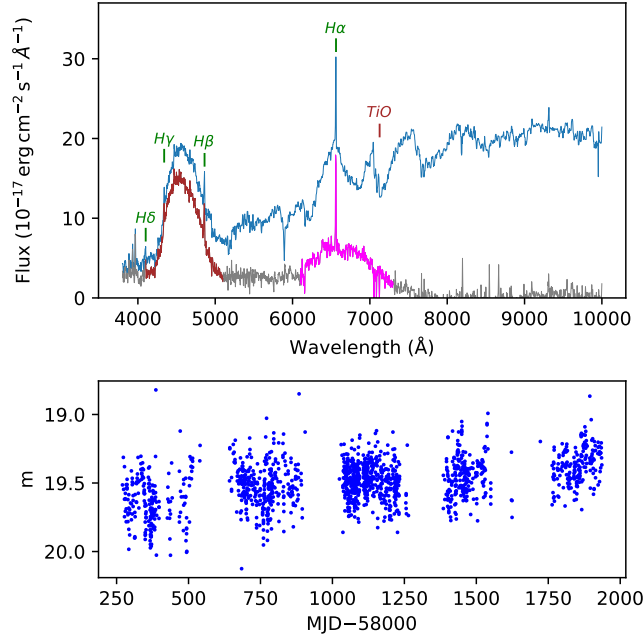 Hα
30
TiO
Hγ
Hβ
20
Hδ
10
0
Flux (10⁻¹⁷ erg cm⁻² s⁻¹ Å⁻¹)
4000 5000 6000 7000 8000 9000 10000
Wavelength (Å)
19.0
19.5
20.0
m
250 500 750 1000 1250 1500 1750 2000
MJD−58000